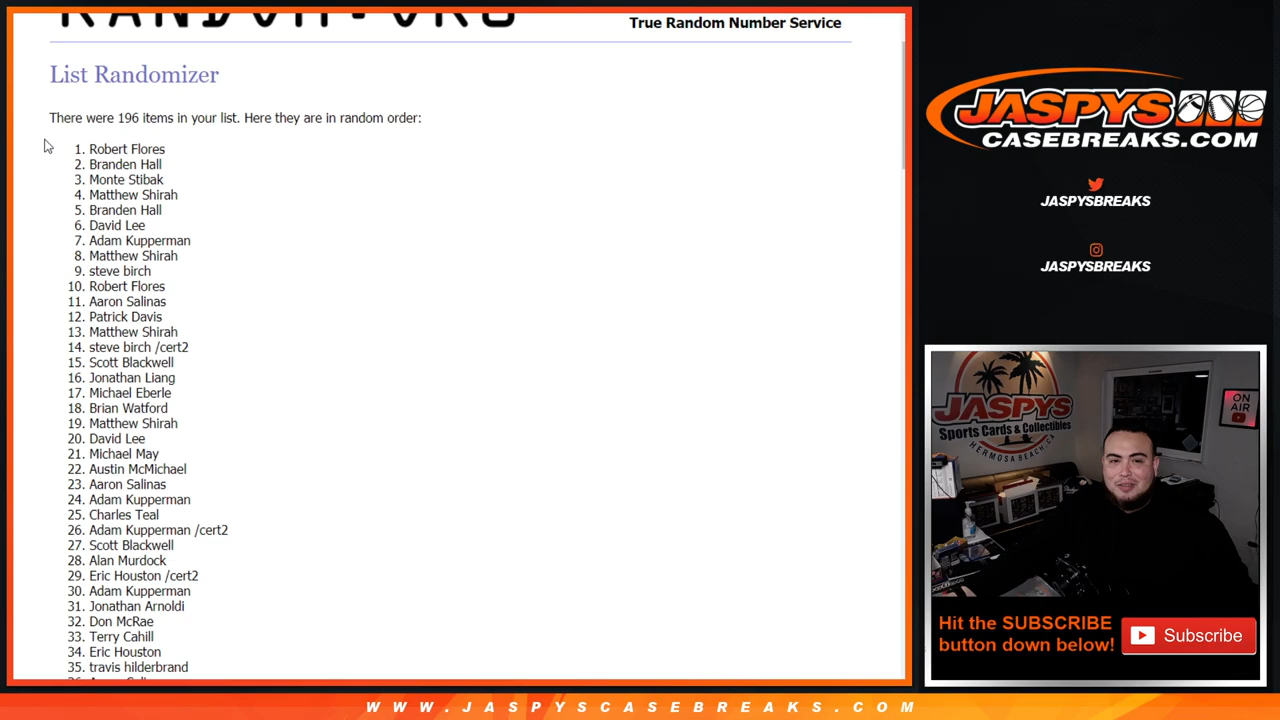 RANDOM.ORG
True Random Number Service
List Randomizer
There were 196 items in your list. Here they are in random order:
1. Robert Flores
2. Branden Hall
3. Monte Stibak
4. Matthew Shirah
5. Branden Hall
6. David Lee
7. Adam Kupperman
8. Matthew Shirah
9. steve birch
10. Robert Flores
11. Aaron Salinas
12. Patrick Davis
13. Matthew Shirah
14. steve birch /cert2
15. Scott Blackwell
16. Jonathan Liang
17. Michael Eberle
18. Brian Watford
19. Matthew Shirah
20. David Lee
21. Michael May
22. Austin McMichael
23. Aaron Salinas
24. Adam Kupperman
25. Charles Teal
26. Adam Kupperman /cert2
27. Scott Blackwell
28. Alan Murdock
29. Eric Houston /cert2
30. Adam Kupperman
31. Jonathan Arnoldi
32. Don McRae
33. Terry Cahill
34. Eric Houston
35. travis hilderbrand
JASPYS
CASEBREAKS.COM
JASPYSBREAKS
JASPYSBREAKS
JASPYS
Sports Cards & Collectibles
HERMOSA BEACH, CA
ON
AIR
Hit the SUBSCRIBE
button down below!
Subscribe
WWW.JASPYSCASEBREAKS.COM